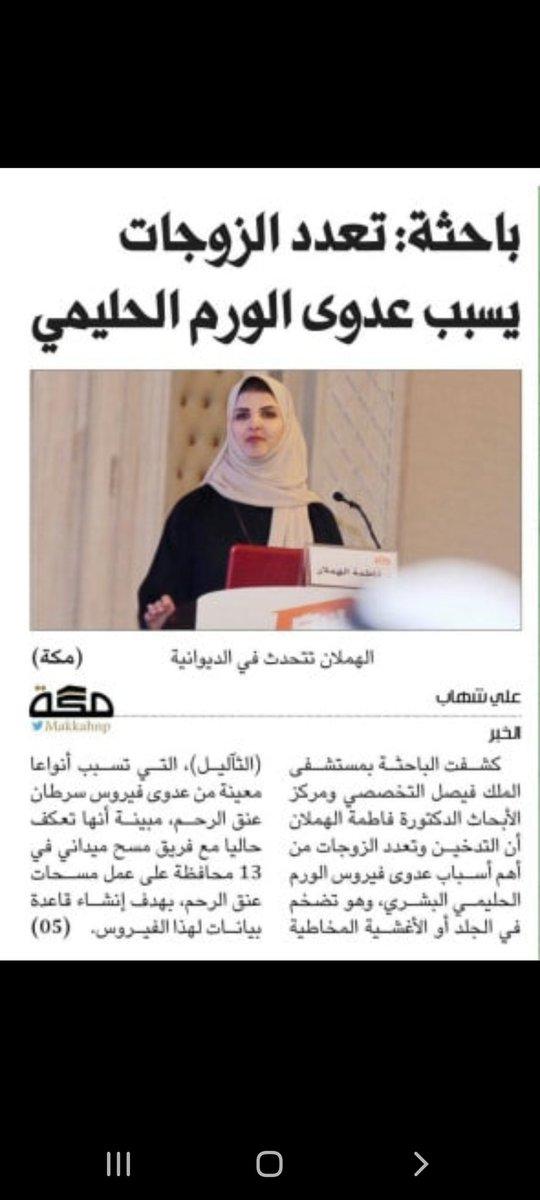 باحثة: تعدد الزوجات
يسبب عدوى الورم الحليمي
فاطمة الهملان
الهملان تتحدث في الديوانية
(مكة)
علي شهاب
مكة
Makkahnp
الخبر
كشفت الباحثة بمستشفى
الملك فيصل التخصصي ومركز
الأبحاث الدكتورة فاطمة الهملان
أن التدخين وتعدد الزوجات من
أهم أسباب عدوى فيروس الورم
الحليمي البشري، وهو تضخم
في الجلد أو الأغشية المخاطية
(الثآليل)، التي تسبب أنواعا
معينة من عدوى فيروس سرطان
عنق الرحم، مبينة أنها تعكف
حاليا مع فريق مسح ميداني في
13 محافظة على عمل مسحات
عنق الرحم، بهدف إنشاء قاعدة
بيانات لهذا الفيروس. (05)